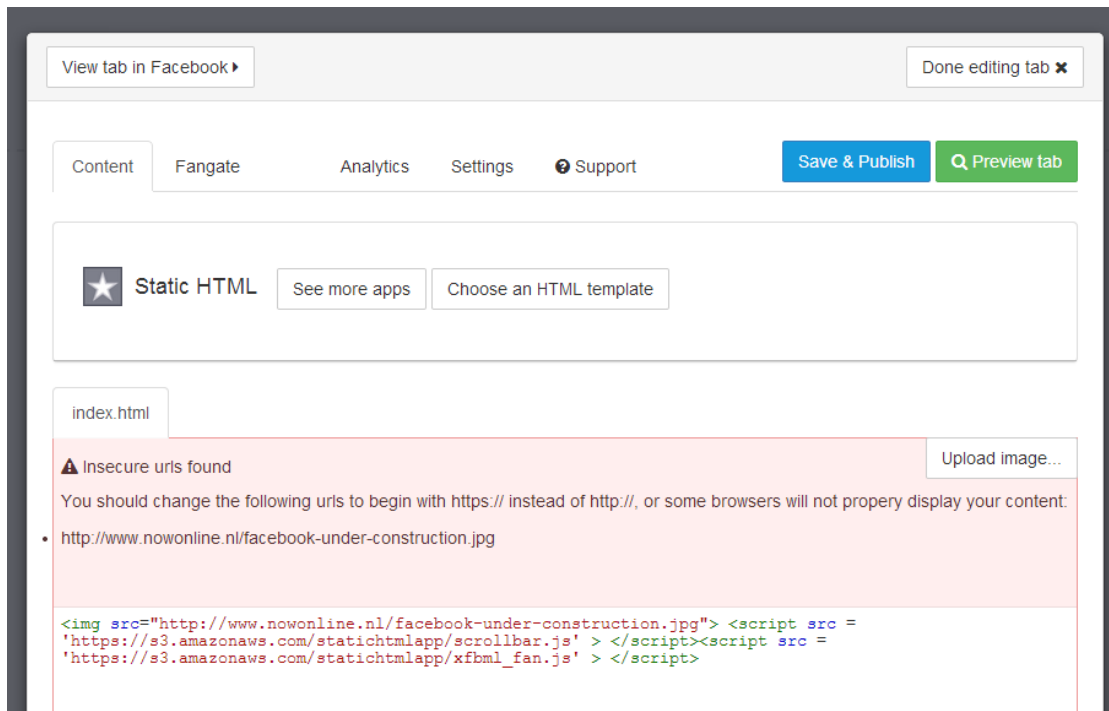 View tab in Facebook
Done editing tab ✖
Content Fangate Analytics Settings Support Save & Publish Preview tab
Static HTML See more apps Choose an HTML template
index.html
Insecure urls found
Upload image...
You should change the following urls to begin with https:// instead of http://, or some browsers will not propery display your content:
• http://www.nowonline.nl/facebook-under-construction.jpg
<img src="http://www.nowonline.nl/facebook-under-construction.jpg"> <script src =
'https://s3.amazonaws.com/statichtmlapp/scrollbar.js' > </script><script src =
'https://s3.amazonaws.com/statichtmlapp/xfbml_fan.js' > </script>